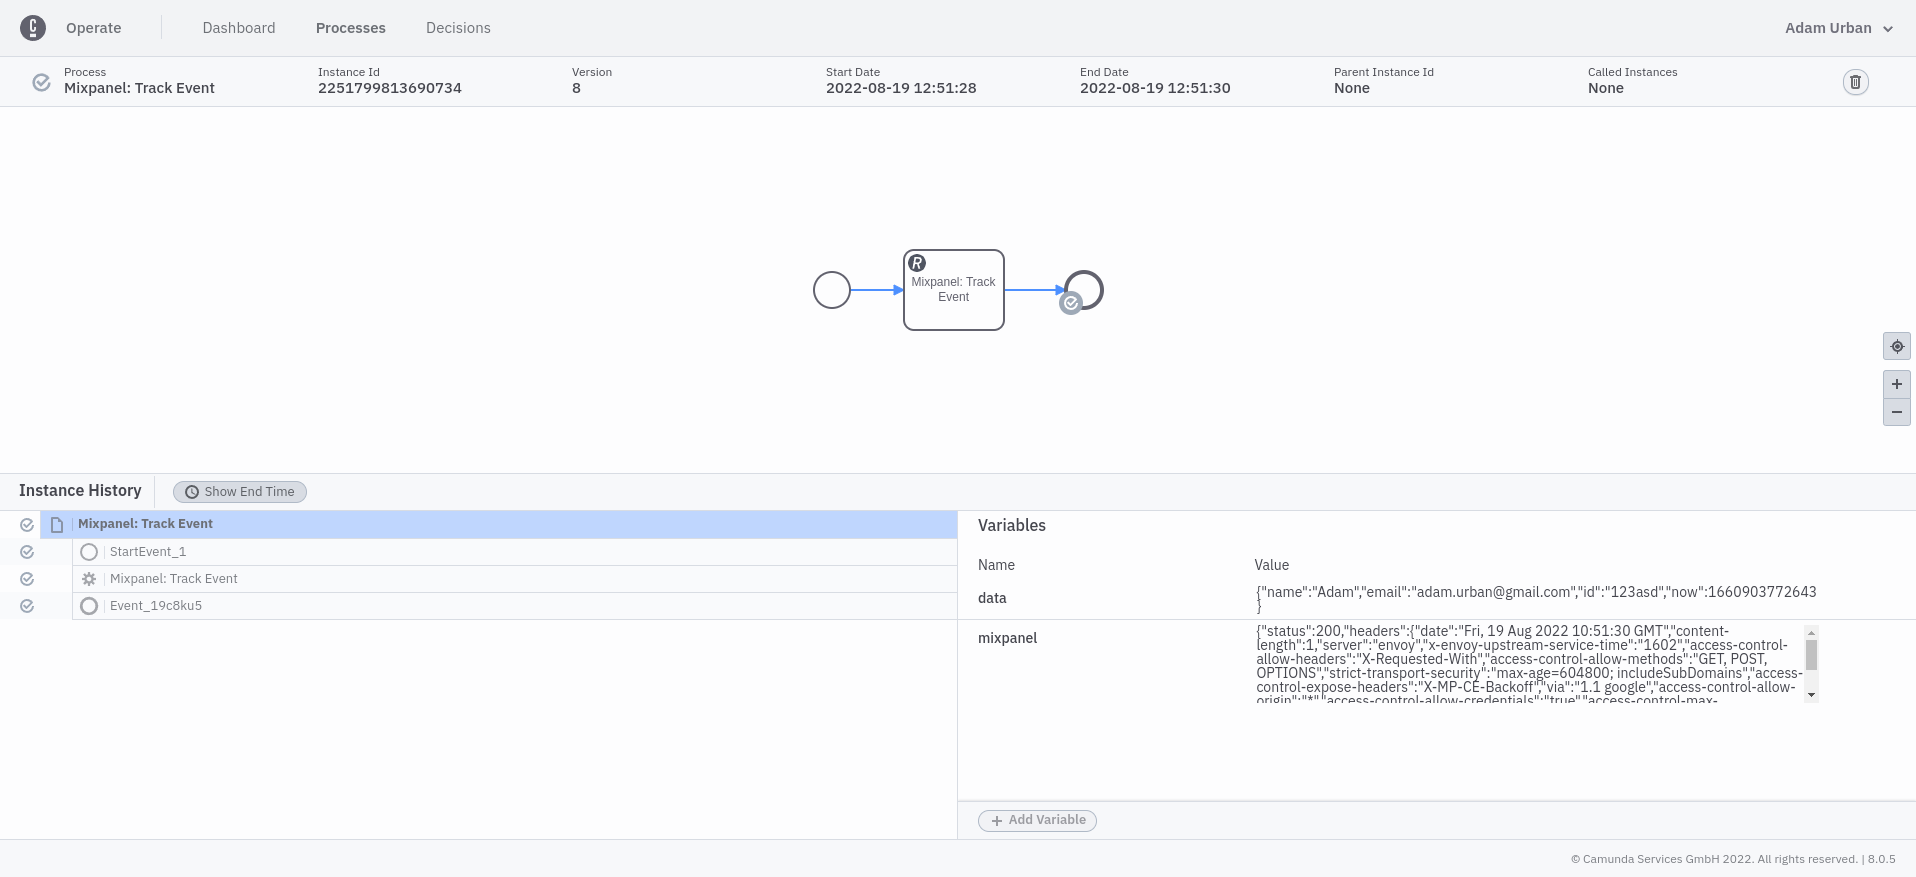 Operate Dashboard Processes Decisions Adam Urban
Process Instance Id Version Start Date End Date Parent Instance Id Called Instances
Mixpanel: Track Event 2251799813690734 8 2022-08-19 12:51:28 2022-08-19 12:51:30 None None
R
Mixpanel: Track
Event
Instance History Show End Time
Mixpanel: Track Event
StartEvent_1
Mixpanel: Track Event
Event_19c8ku5
Variables
Name Value
data {"name":"Adam","email":"adam.urban@gmail.com","id":"123asd","now":1660903772643
}
mixpanel {"status":200,"headers":{"date":"Fri, 19 Aug 2022 10:51:30 GMT","content-
length":1,"server":"envoy","x-envoy-upstream-service-time":"1602","access-control-
allow-headers":"X-Requested-With","access-control-allow-methods":"GET, POST,
OPTIONS","strict-transport-security":"max-age=604800; includeSubDomains","access-
control-expose-headers":"X-MP-CE-Backoff","via":"1.1 google","access-control-allow-
origin":"*","access-control-allow-credentials":"true","access-control-max-
+ Add Variable
© Camunda Services GmbH 2022. All rights reserved. | 8.0.5